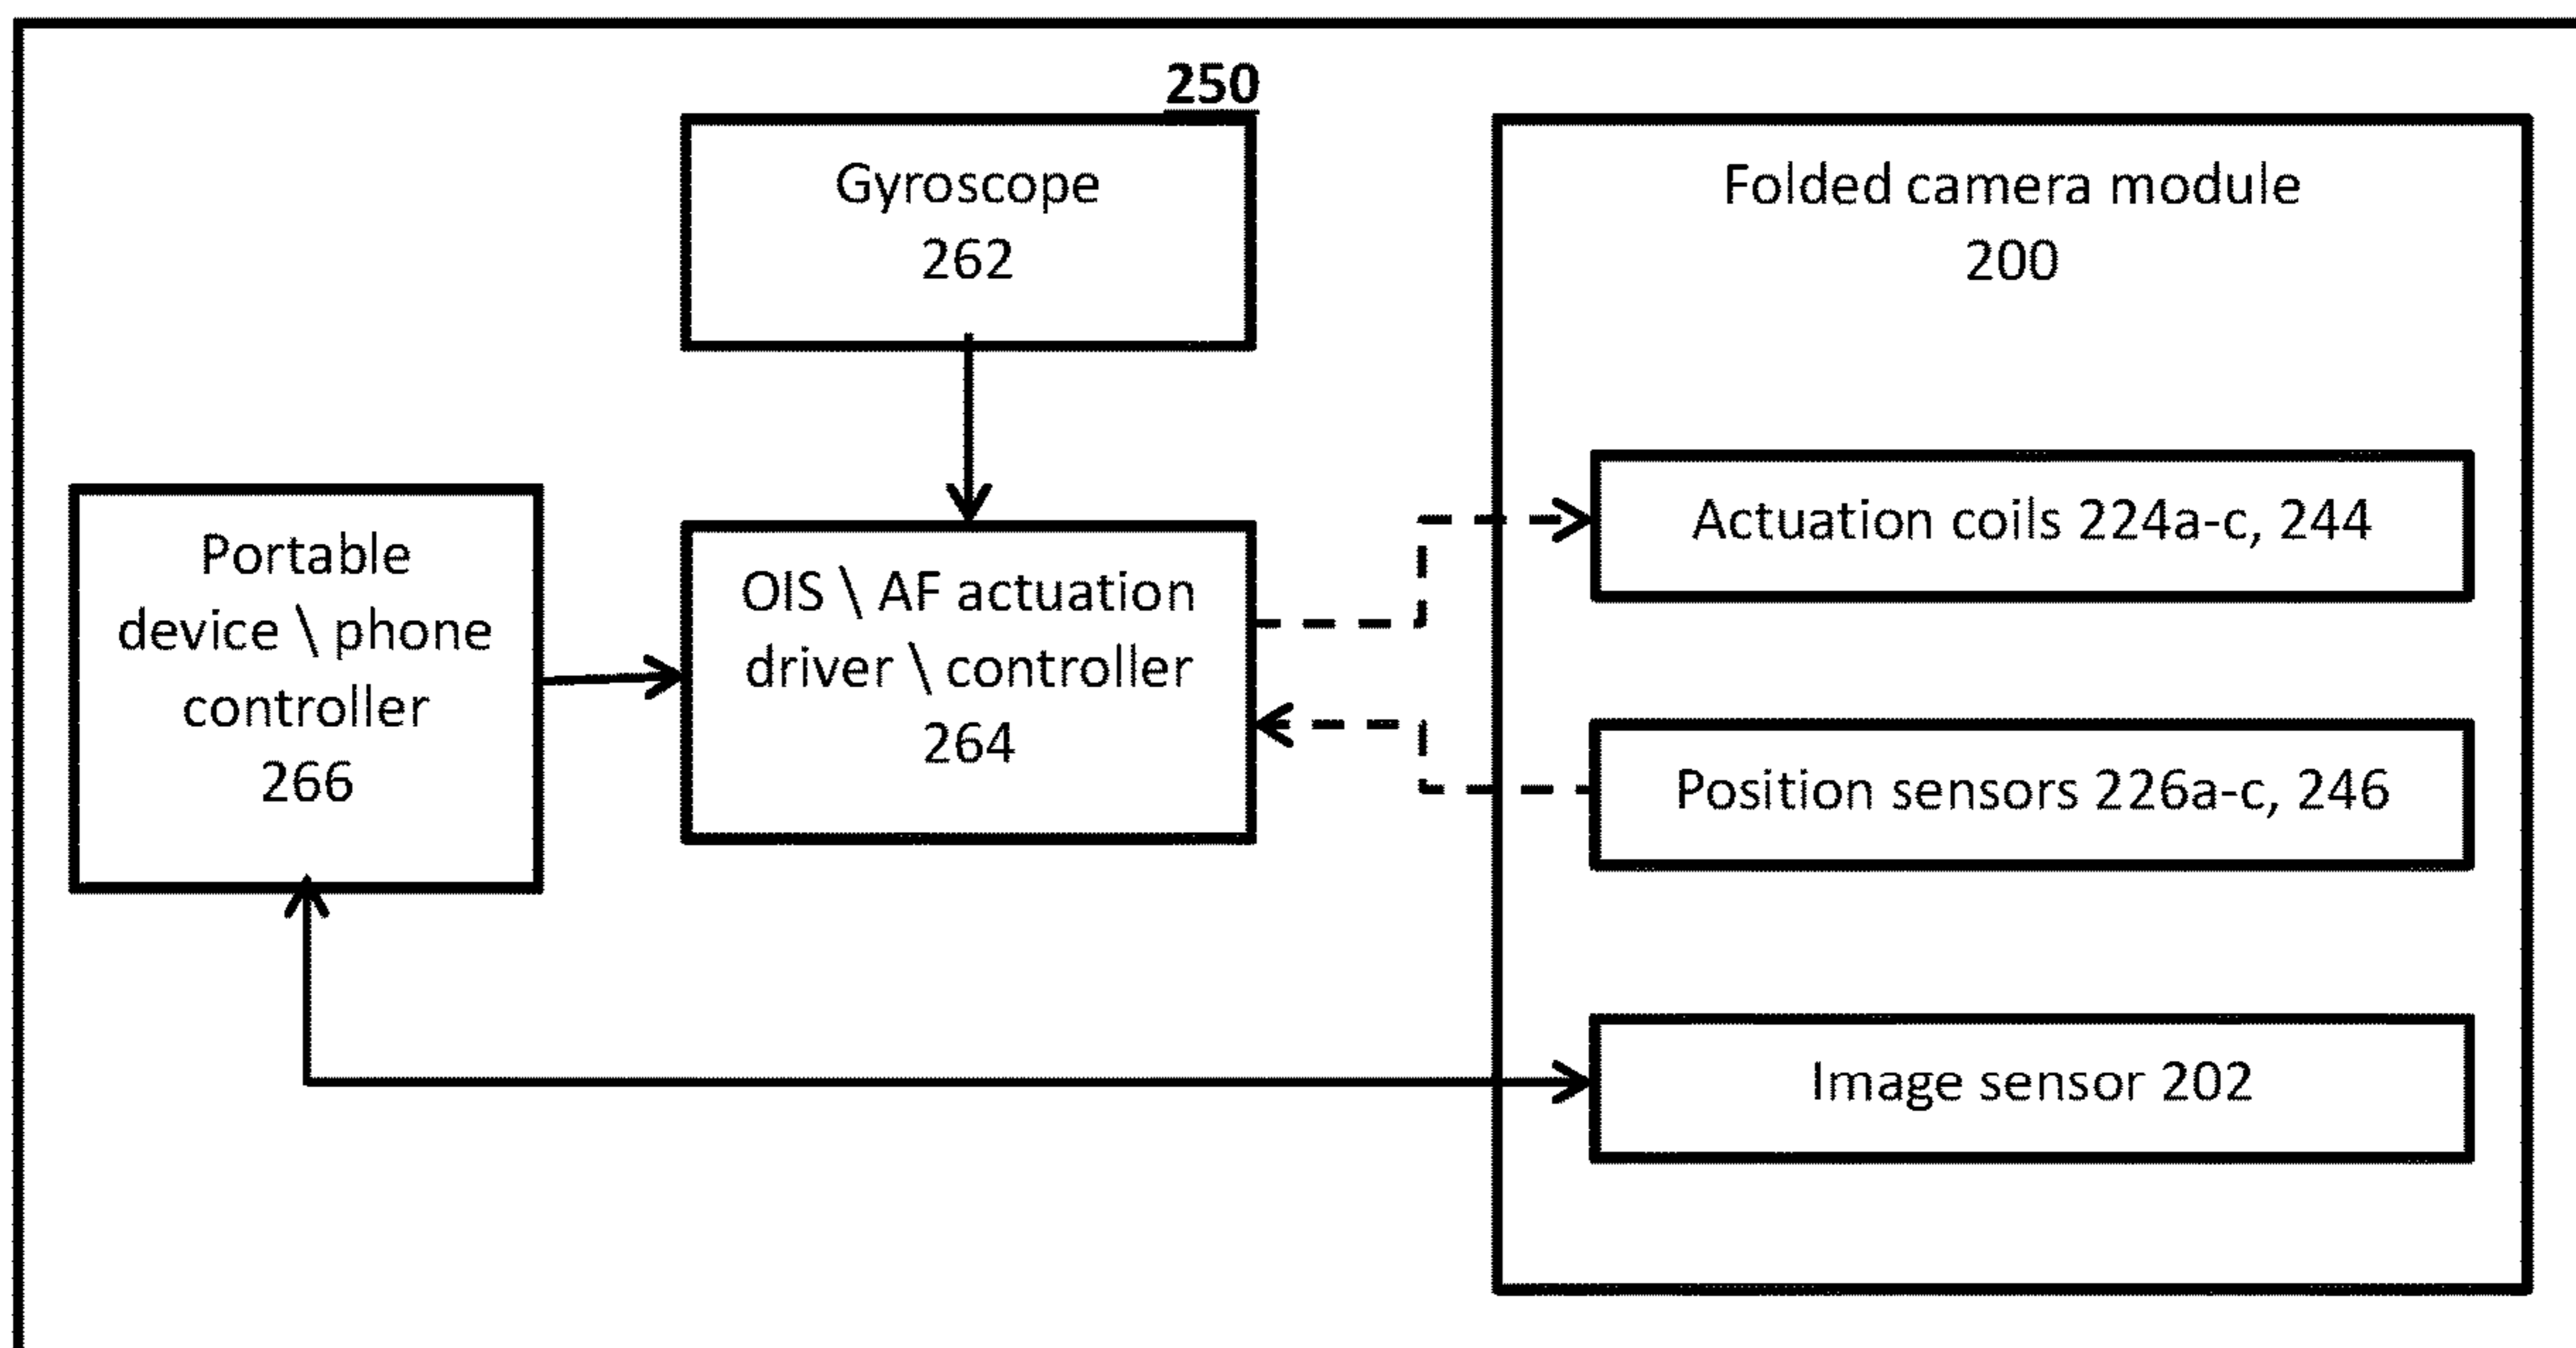 250
Gyroscope
262
Folded camera module
200
Portable
device \ phone
controller
266
OIS \ AF actuation
driver \ controller
264
Actuation coils 224a-c, 244
Position sensors 226a-c, 246
Image sensor 202